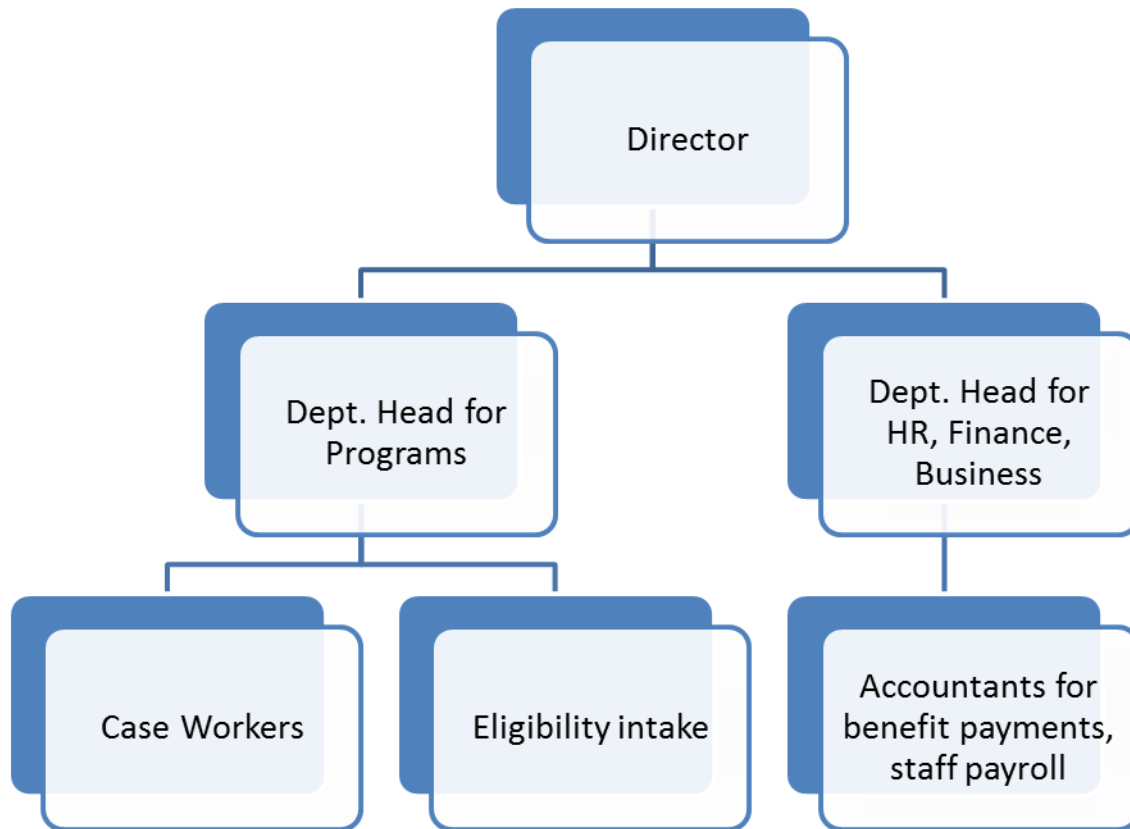 Director
Dept. Head for
Programs
Dept. Head for
HR, Finance,
Business
Case Workers
Eligibility intake
Accountants for
benefit payments,
staff payroll